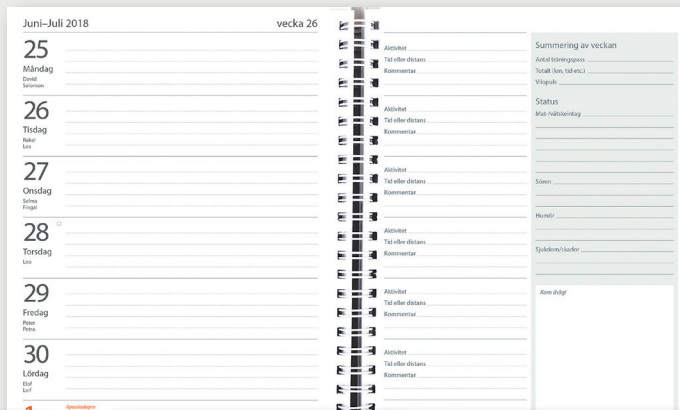 Juni–Juli 2018
vecka 26
25
Måndag
David
Salomon
26
Tisdag
Rakel
Lea
27
Onsdag
Selma
Fingal
28
Torsdag
Leo
29
Fredag
Peter
Petra
30
Lördag
Elof
Leif
1
Apostladagen
Aktivitet
Tid eller distans
Kommentar
Aktivitet
Tid eller distans
Kommentar
Aktivitet
Tid eller distans
Kommentar
Aktivitet
Tid eller distans
Kommentar
Aktivitet
Tid eller distans
Kommentar
Aktivitet
Tid eller distans
Kommentar
Summering av veckan
Antal träningspass
Totalt (km, tid etc.)
Vilopuls
Status
Mat-/vätskeintag
Sömn
Humör
Sjukdom/skador
Kom ihåg!